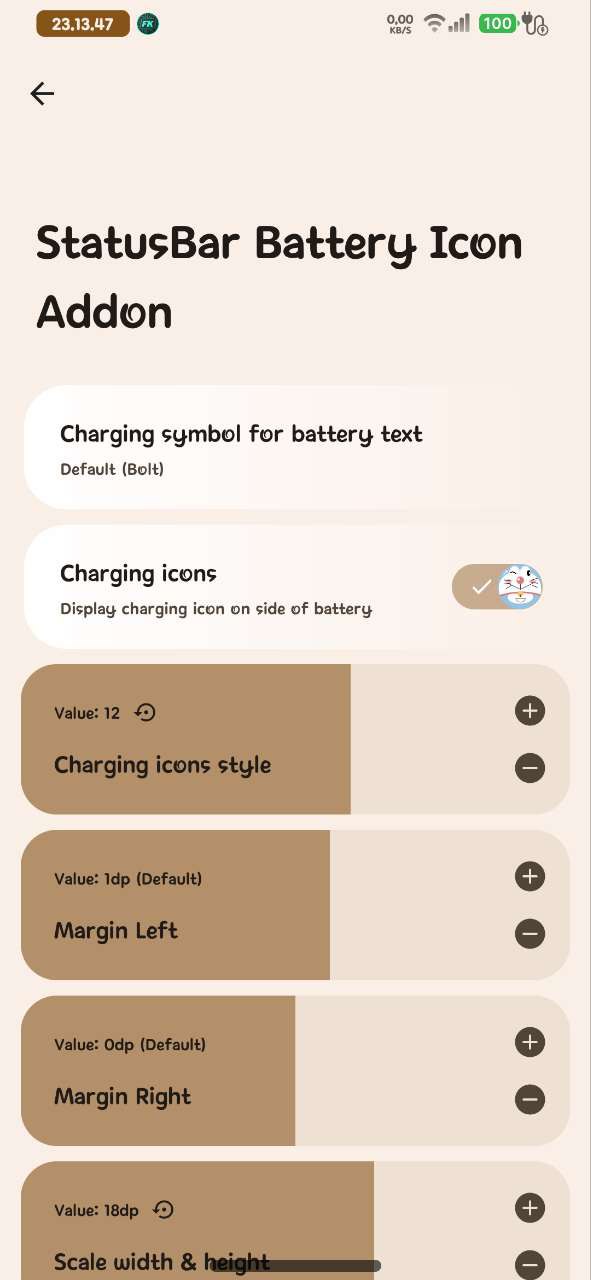 23.13.47
FK
0,00
KB/S
100
StatusBar Battery Icon
Addon
Charging symbol for battery text
Default (Bolt)
Charging icons
Display charging icon on side of battery
Value: 12
Charging icons style
Value: 1dp (Default)
Margin Left
Value: 0dp (Default)
Margin Right
Value: 18dp
Scale width & height